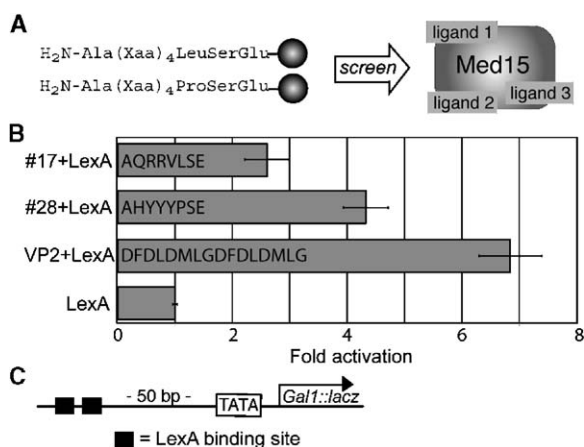 A
H₂N-Ala(Xaa)₄LeuSerGlu
H₂N-Ala(Xaa)₄ProSerGlu
screen
ligand 1
Med15
ligand 3
ligand 2
B
#17+LexA
AQRRVLSE
#28+LexA
AHYYYPSE
VP2+LexA
DFDLDMLGDFDLDMLG
LexA
0 2 4 6 8
Fold activation
C
- 50 bp -
TATA
Gal1::lacz
= LexA binding site